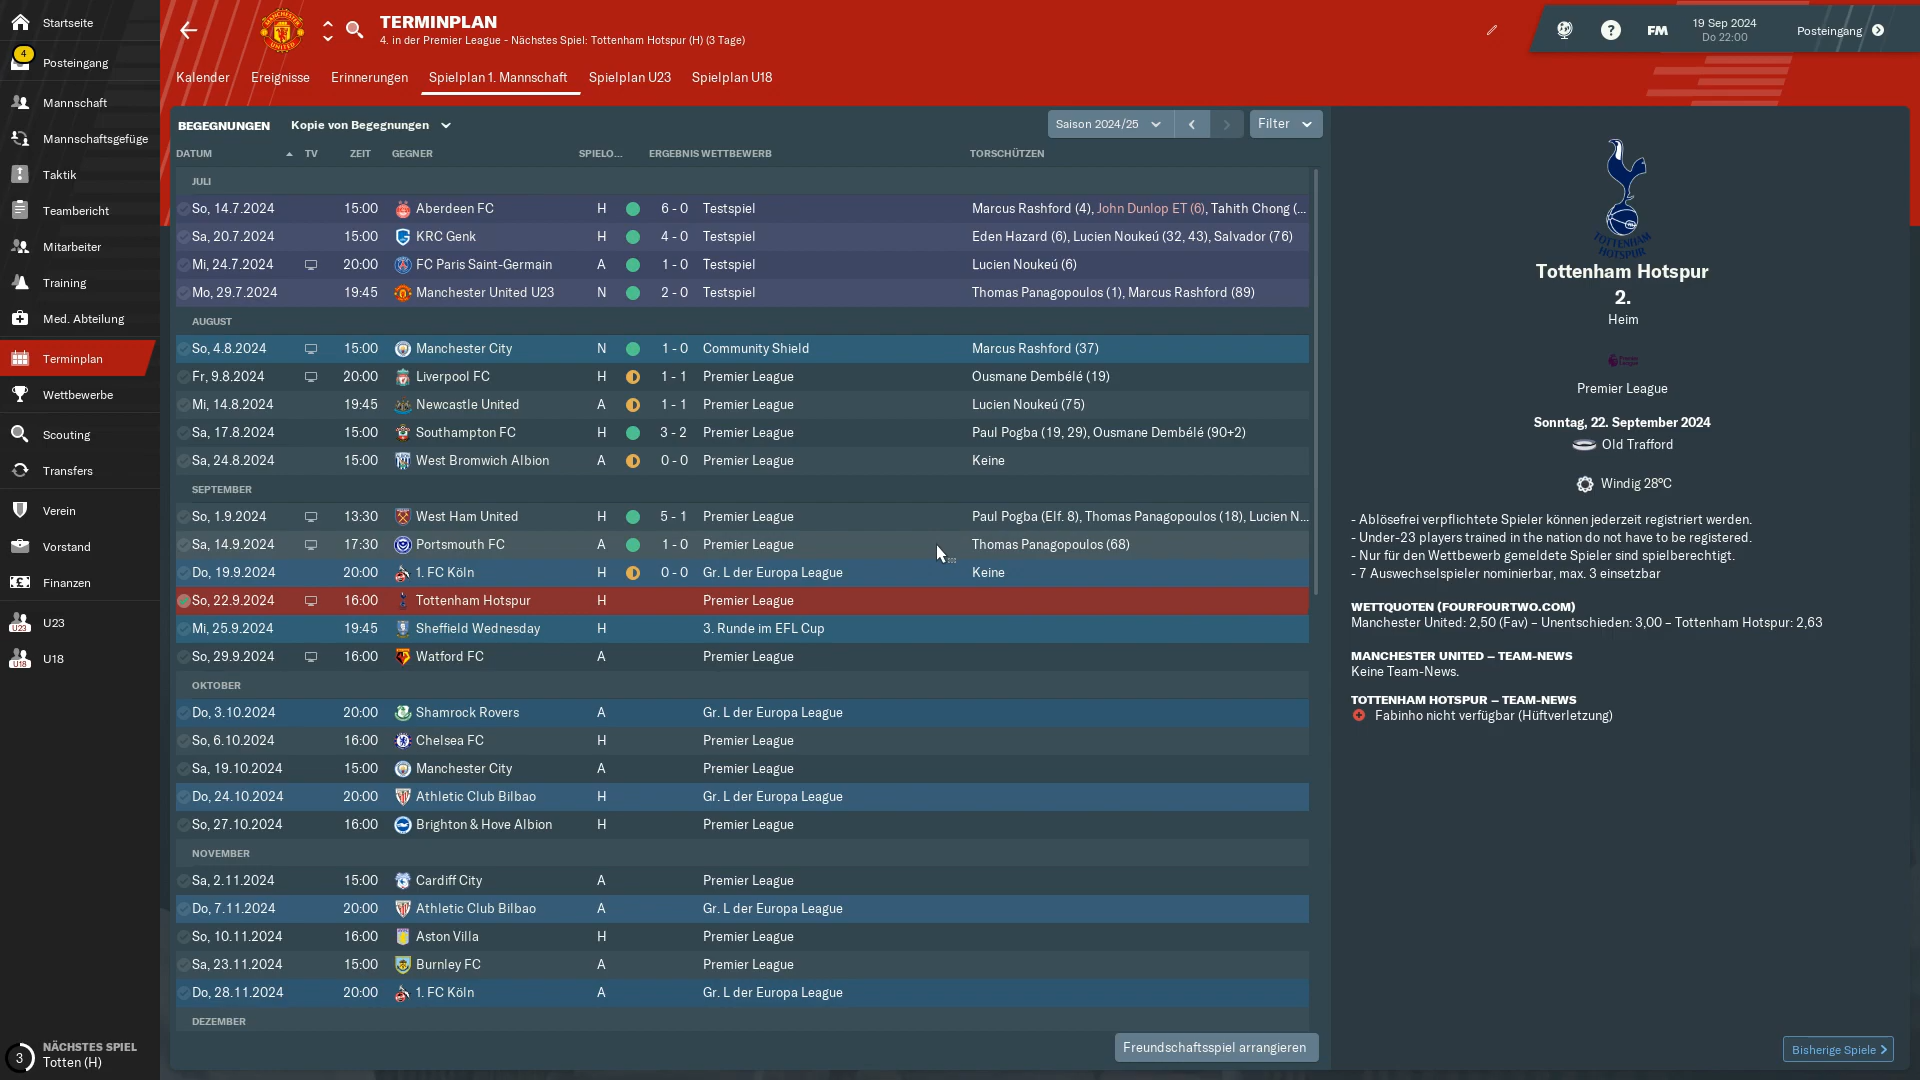 Startseite
4
Posteingang
Mannschaft
Mannschaftsgefüge
Taktik
Teambericht
Mitarbeiter
Training
Med. Abteilung
Terminplan
Wettbewerbe
Scouting
Transfers
Verein
Vorstand
Finanzen
U23
U23
U18
U18
3
NÄCHSTES SPIEL
Totten (H)
TERMINPLAN
4. in der Premier League - Nächstes Spiel: Tottenham Hotspur (H) (3 Tage)
? FM
19 Sep 2024
Do 22:00
Posteingang
Kalender Ereignisse Erinnerungen Spielplan 1. Mannschaft Spielplan U23 Spielplan U18
BEGEGNUNGEN Kopie von Begegnungen Saison 2024/25 Filter
DATUM TV ZEIT GEGNER SPIELO... ERGEBNIS WETTBEWERB TORSCHÜTZEN
JULI
So, 14.7.2024 15:00 Aberdeen FC H 6 - 0 Testspiel Marcus Rashford (4), John Dunlop ET (6), Tahith Chong (...
Sa, 20.7.2024 15:00 KRC Genk H 4 - 0 Testspiel Eden Hazard (6), Lucien Noukeú (32, 43), Salvador (76)
Mi, 24.7.2024 20:00 FC Paris Saint-Germain A 1 - 0 Testspiel Lucien Noukeú (6)
Mo, 29.7.2024 19:45 Manchester United U23 N 2 - 0 Testspiel Thomas Panagopoulos (1), Marcus Rashford (89)
AUGUST
So, 4.8.2024 15:00 Manchester City N 1 - 0 Community Shield Marcus Rashford (37)
Fr, 9.8.2024 20:00 Liverpool FC H 1 - 1 Premier League Ousmane Dembélé (19)
Mi, 14.8.2024 19:45 Newcastle United A 1 - 1 Premier League Lucien Noukeú (75)
Sa, 17.8.2024 15:00 Southampton FC H 3 - 2 Premier League Paul Pogba (19, 29), Ousmane Dembélé (90+2)
Sa, 24.8.2024 15:00 West Bromwich Albion A 0 - 0 Premier League Keine
SEPTEMBER
So, 1.9.2024 13:30 West Ham United H 5 - 1 Premier League Paul Pogba (Elf. 8), Thomas Panagopoulos (18), Lucien N...
Sa, 14.9.2024 17:30 Portsmouth FC A 1 - 0 Premier League Thomas Panagopoulos (68)
Do, 19.9.2024 20:00 1. FC Köln H 0 - 0 Gr. L der Europa League Keine
So, 22.9.2024 16:00 Tottenham Hotspur H Premier League
Mi, 25.9.2024 19:45 Sheffield Wednesday H 3. Runde im EFL Cup
So, 29.9.2024 16:00 Watford FC A Premier League
OKTOBER
Do, 3.10.2024 20:00 Shamrock Rovers A Gr. L der Europa League
So, 6.10.2024 16:00 Chelsea FC H Premier League
Sa, 19.10.2024 15:00 Manchester City A Premier League
Do, 24.10.2024 20:00 Athletic Club Bilbao H Gr. L der Europa League
So, 27.10.2024 16:00 Brighton & Hove Albion H Premier League
NOVEMBER
Sa, 2.11.2024 15:00 Cardiff City A Premier League
Do, 7.11.2024 20:00 Athletic Club Bilbao A Gr. L der Europa League
So, 10.11.2024 16:00 Aston Villa H Premier League
Sa, 23.11.2024 15:00 Burnley FC A Premier League
Do, 28.11.2024 20:00 1. FC Köln A Gr. L der Europa League
DEZEMBER
Freundschaftsspiel arrangieren
TOTTENHAM
HOTSPUR
Tottenham Hotspur
2.
Heim
Premier League
Sonntag, 22. September 2024
Old Trafford
Windig 28°C
- Ablösefrei verpflichtete Spieler können jederzeit registriert werden.
- Under-23 players trained in the nation do not have to be registered.
- Nur für den Wettbewerb gemeldete Spieler sind spielberechtigt.
- 7 Auswechselspieler nominierbar, max. 3 einsetzbar
WETTQUOTEN (FOURFOURTWO.COM)
Manchester United: 2,50 (Fav) – Unentschieden: 3,00 – Tottenham Hotspur: 2,63
MANCHESTER UNITED – TEAM-NEWS
Keine Team-News.
TOTTENHAM HOTSPUR – TEAM-NEWS
Fabinho nicht verfügbar (Hüftverletzung)
Bisherige Spiele